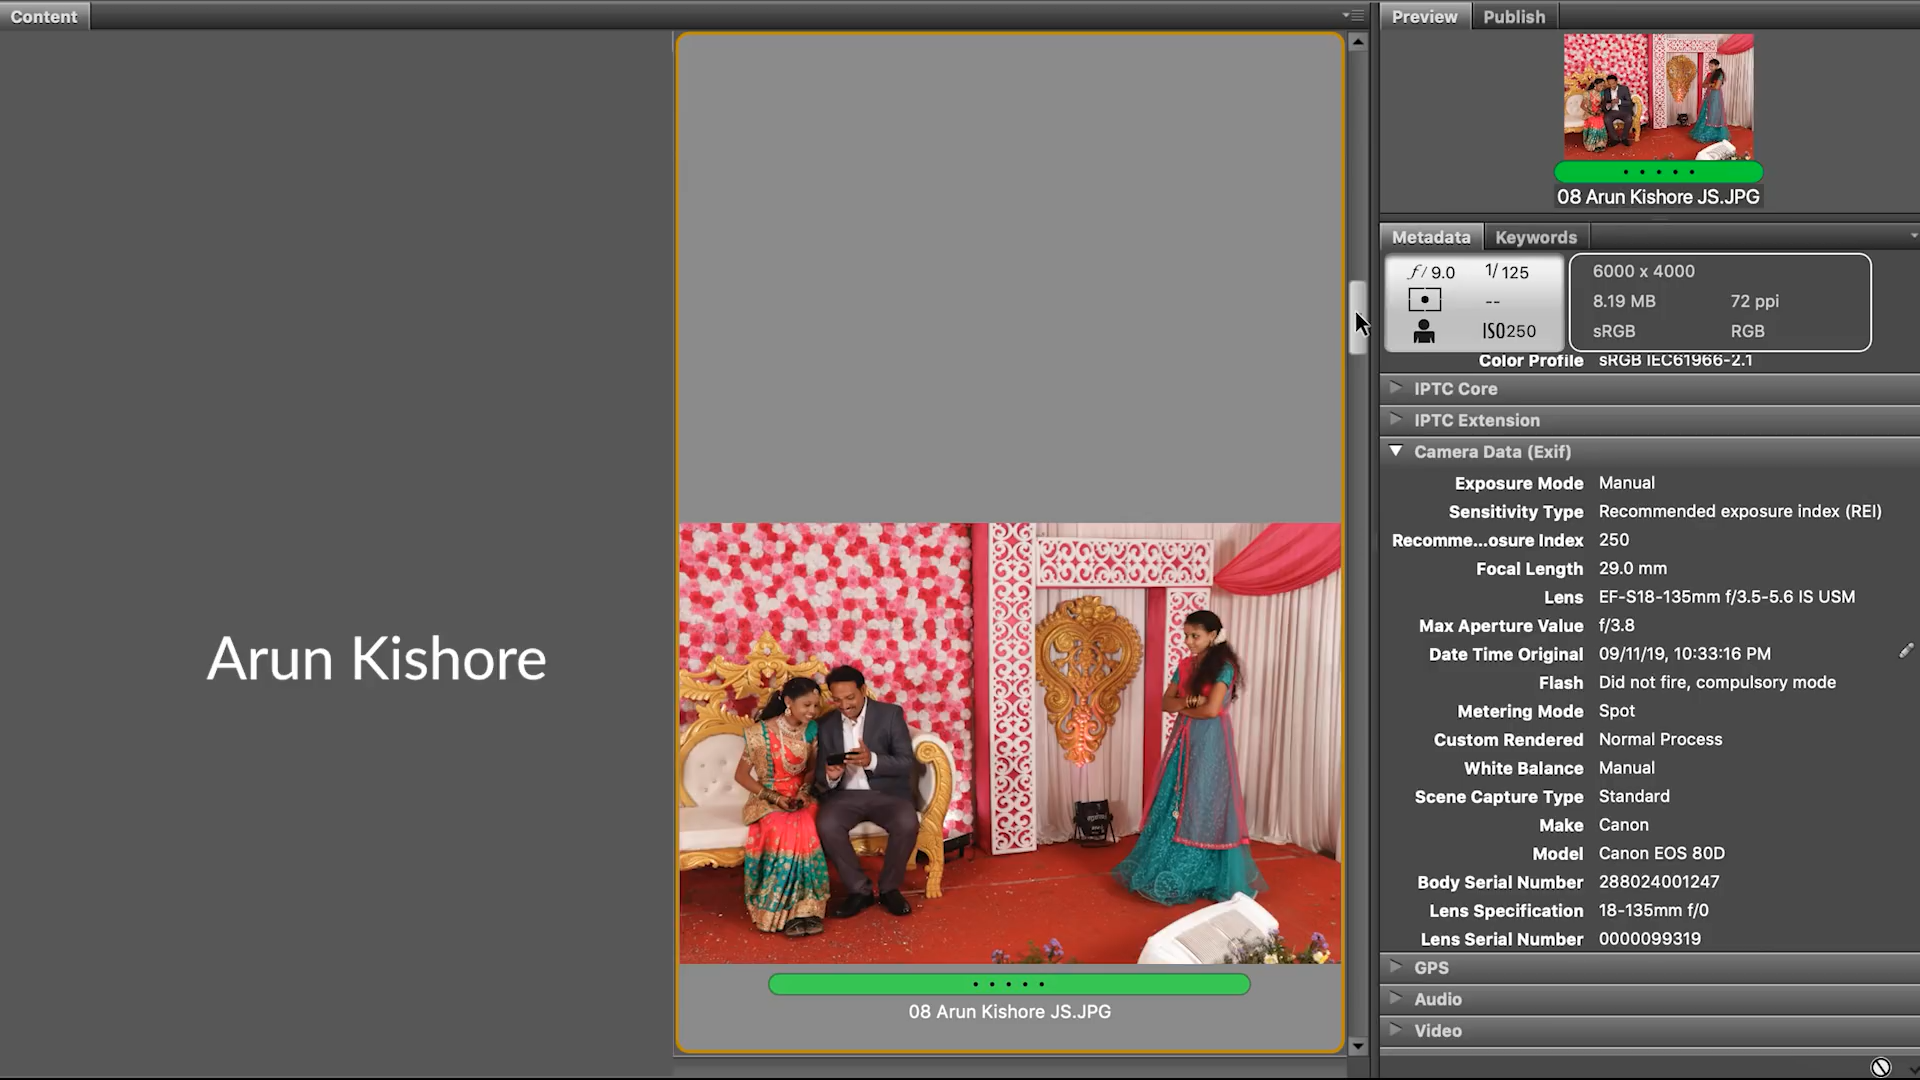 Content
Preview
Publish
08 Arun Kishore JS.JPG
Metadata
Keywords
f/ 9.0 1/125
--
ISO250
6000 x 4000
8.19 MB 72 ppi
sRGB RGB
Color Profile sRGB IEC61966-2.1
IPTC Core
IPTC Extension
Camera Data (Exif)
Exposure Mode Manual
Sensitivity Type Recommended exposure index (REI)
Recomme...osure Index 250
Focal Length 29.0 mm
Lens EF-S18-135mm f/3.5-5.6 IS USM
Max Aperture Value f/3.8
Date Time Original 09/11/19, 10:33:16 PM
Flash Did not fire, compulsory mode
Metering Mode Spot
Custom Rendered Normal Process
White Balance Manual
Scene Capture Type Standard
Make Canon
Model Canon EOS 80D
Body Serial Number 288024001247
Lens Specification 18-135mm f/0
Lens Serial Number 0000099319
GPS
Audio
Video
Arun Kishore
08 Arun Kishore JS.JPG